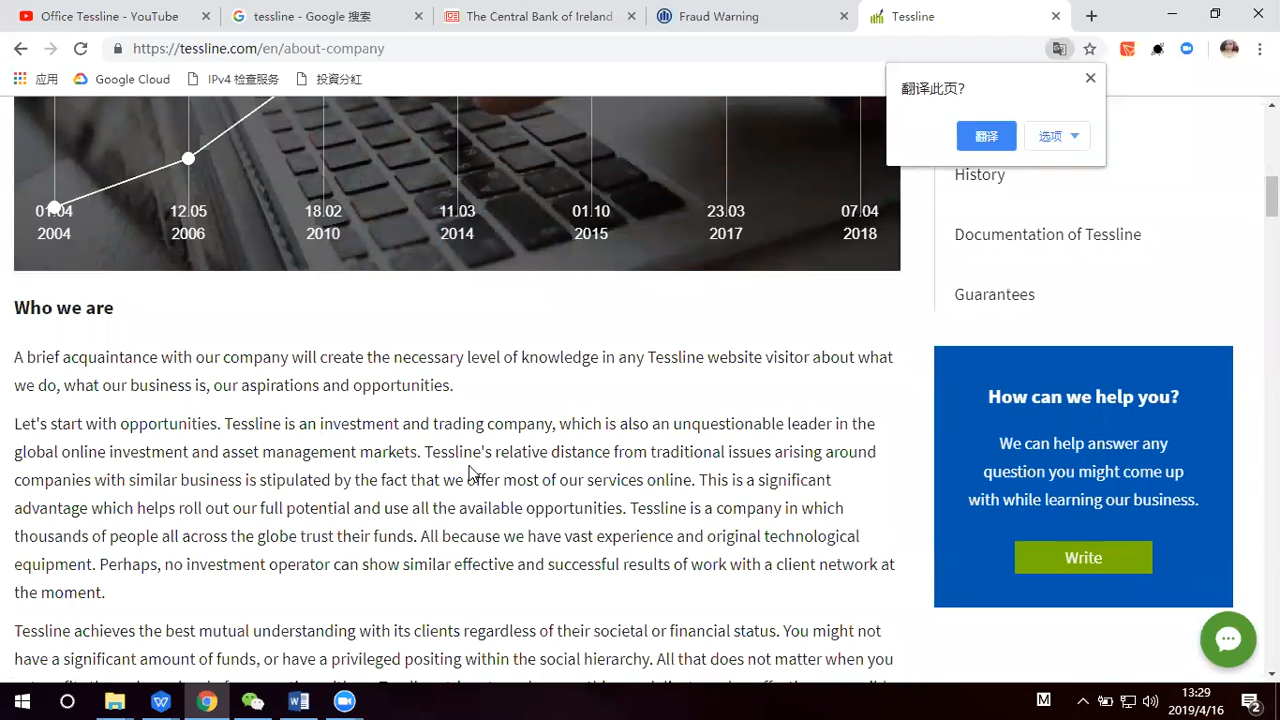 Office Tessline - YouTube
tessline - Google 搜索
The Central Bank of Ireland
Fraud Warning
Tessline
https://tessline.com/en/about-company
应用
Google Cloud
IPv4 检查服务
投資分紅
翻译此页?
翻译
选项
01.04
2004
12.05
2006
18.02
2010
11.03
2014
01.10
2015
23.03
2017
07.04
2018
History
Documentation of Tessline
Guarantees
Who we are
A brief acquaintance with our company will create the necessary level of knowledge in any Tessline website visitor about what
we do, what our business is, our aspirations and opportunities.
Let's start with opportunities. Tessline is an investment and trading company, which is also an unquestionable leader in the
global online investment and asset management markets. Tessline's relative distance from traditional issues arising around
companies with similar business is stipulated by the fact that we offer most of our services online. This is a significant
advantage which helps roll out our full potential and use all the available opportunities. Tessline is a company in which
thousands of people all across the globe trust their funds. All because we have vast experience and original technological
equipment. Perhaps, no investment operator can show similar effective and successful results of work with a client network at
the moment.
Tessline achieves the best mutual understanding with its clients regardless of their societal or financial status. You might not
have a significant amount of funds, or have a privileged positing within the social hierarchy. All that does not matter when you
How can we help you?
We can help answer any
question you might come up
with while learning our business.
Write
M
13:29
2019/4/16
2